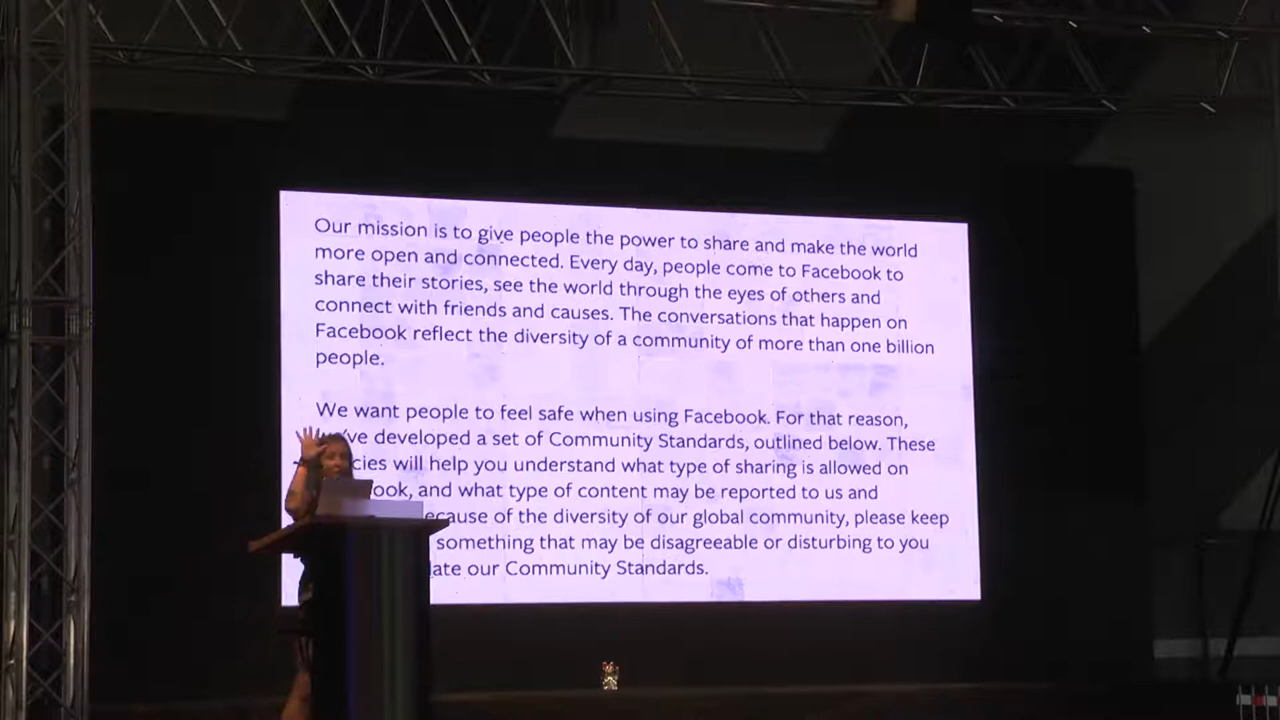 Our mission is to give people the power to share and make the world
more open and connected. Every day, people come to Facebook to
share their stories, see the world through the eyes of others and
connect with friends and causes. The conversations that happen on
Facebook reflect the diversity of a community of more than one billion
people.
We want people to feel safe when using Facebook. For that reason,
we've developed a set of Community Standards, outlined below. These
cies will help you understand what type of sharing is allowed on
ook, and what type of content may be reported to us and
ecause of the diversity of our global community, please keep
something that may be disagreeable or disturbing to you
late our Community Standards.